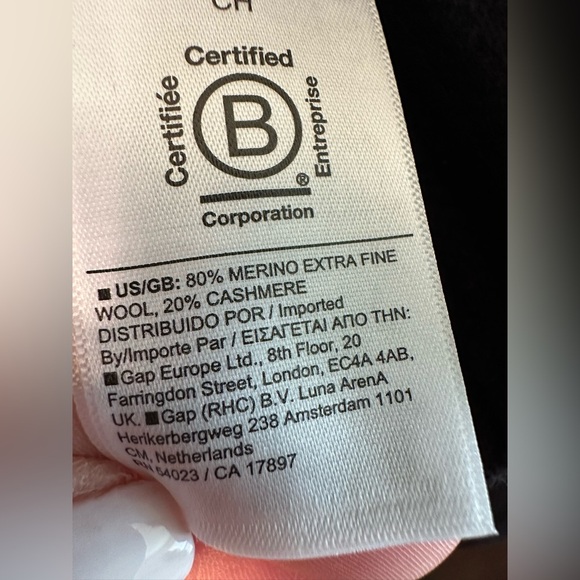 CH
Certified
Certifiée
B
Entreprise
®
Corporation
US/GB: 80% MERINO EXTRA FINE
WOOL, 20% CASHMERE
DISTRIBUIDO POR / Imported
By/Importe Par / ΕΙΣΑΓΕΤΑΙ ΑΠΟ ΤΗΝ:
Gap Europe Ltd., 8th Floor, 20
Farringdon Street, London, EC4A 4AB,
UK. Gap (RHC) B.V. Luna ArenA
Herikerbergweg 238 Amsterdam 1101
CM, Netherlands
RN 54023 / CA 17897